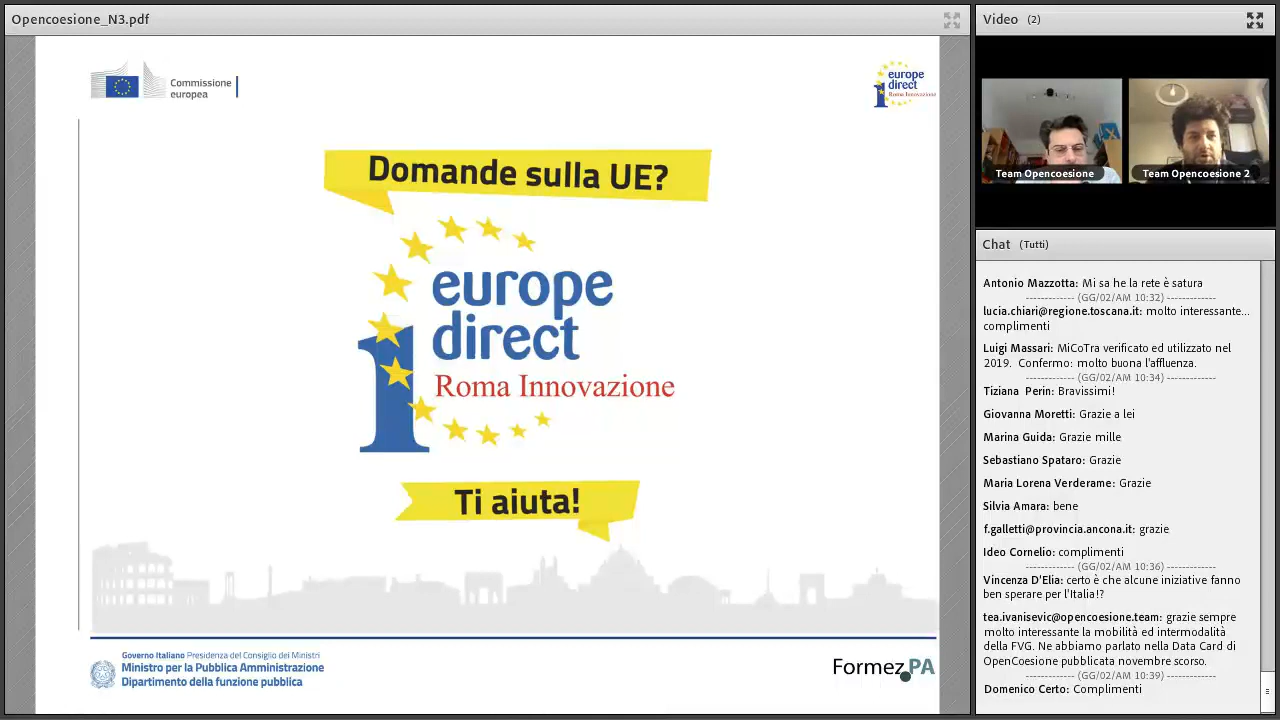 Opencoesione_N3.pdf
Commissione
europea
europe
direct
Roma Innovazione
Domande sulla UE?
europe
direct
Roma Innovazione
Ti aiuta!
Governo Italiano Presidenza del Consiglio dei Ministri
Ministro per la Pubblica Amministrazione
Dipartimento della funzione pubblica
Formez PA
Video (2)
Team Opencoesione
Team Opencoesione 2
Chat (Tutti)
Antonio Mazzotta: Mi sa he la rete è satura
------------ (GG/02/AM 10:32) ------------
lucia.chiari@regione.toscana.it: molto interessante...
complimenti
Luigi Massari: MiCoTra verificato ed utilizzato nel
2019. Confermo: molto buona l'affluenza.
------------ (GG/02/AM 10:34) ------------
Tiziana Perin: Bravissimi!
Giovanna Moretti: Grazie a lei
Marina Guida: Grazie mille
Sebastiano Spataro: Grazie
Maria Lorena Verderame: Grazie
Silvia Amara: bene
f.galletti@provincia.ancona.it: grazie
Ideo Cornelio: complimenti
------------ (GG/02/AM 10:36) ------------
Vincenza D'Elia: certo è che alcune iniziative fanno
ben sperare per l'Italia!?
tea.ivanisevic@opencoesione.team: grazie sempre
molto interessante la mobilità ed intermodalità
della FVG. Ne abbiamo parlato nella Data Card di
OpenCoesione pubblicata novembre scorso.
------------ (GG/02/AM 10:39) ------------
Domenico Certo: Complimenti